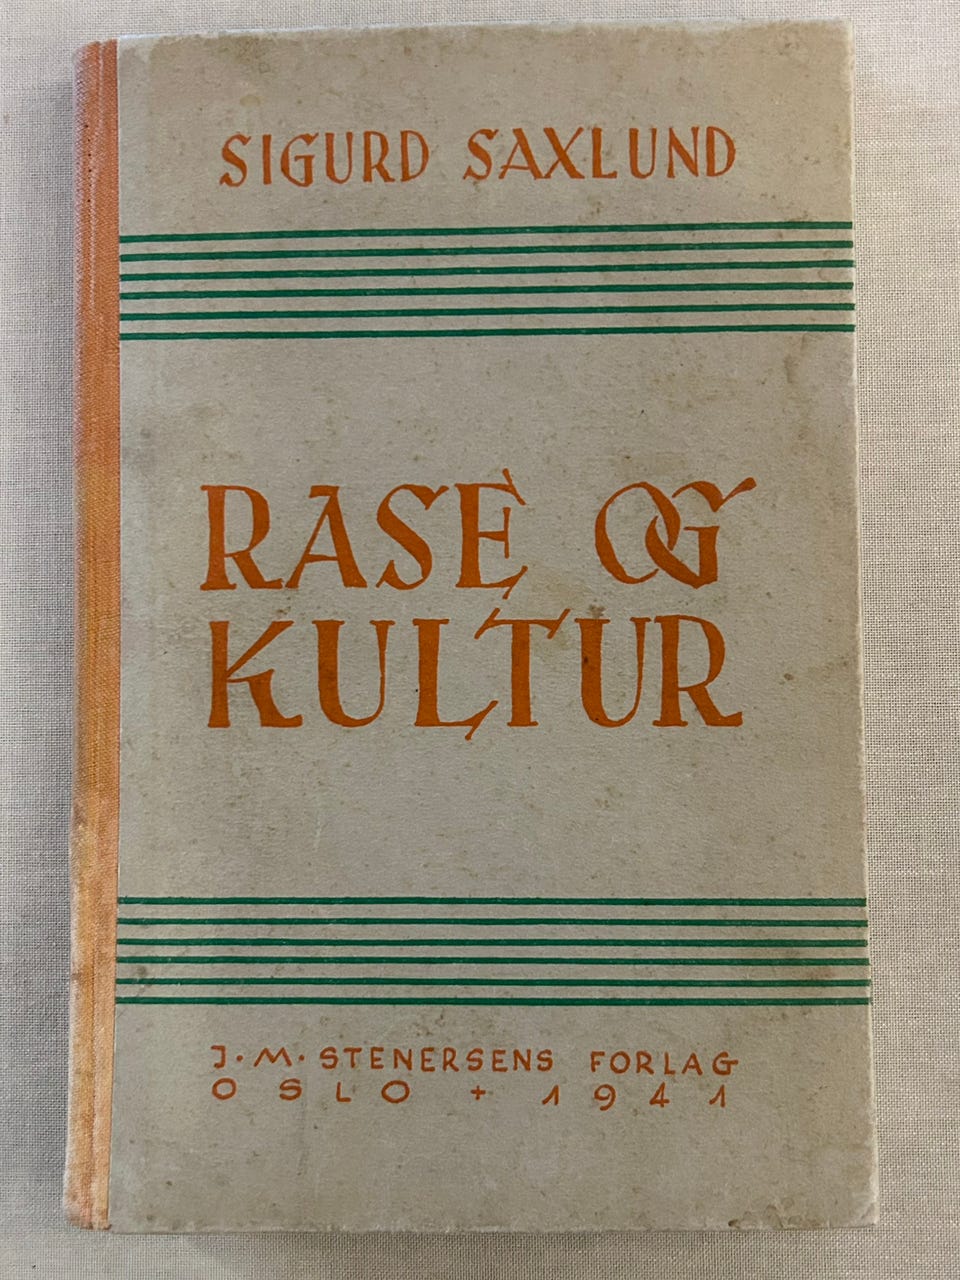 SIGURD SAXLUND
RASE OG
KULTUR
J·M·STENERSENS FORLAG
OSLO + 1941